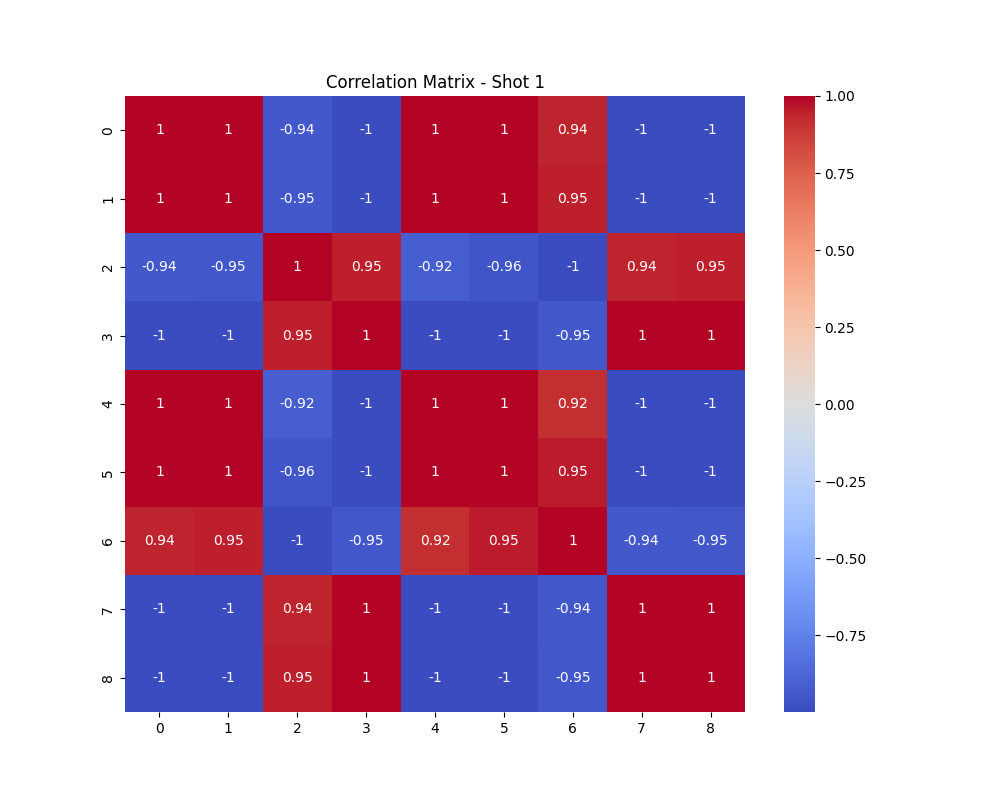 Correlation Matrix - Shot 1
0 1 1 -0.94 -1 1 1 0.94 -1 -1
1 1 1 -0.95 -1 1 1 0.95 -1 -1
2 -0.94 -0.95 1 0.95 -0.92 -0.96 -1 0.94 0.95
3 -1 -1 0.95 1 -1 -1 -0.95 1 1
4 1 1 -0.92 -1 1 1 0.92 -1 -1
5 1 1 -0.96 -1 1 1 0.95 -1 -1
6 0.94 0.95 -1 -0.95 0.92 0.95 1 -0.94 -0.95
7 -1 -1 0.94 1 -1 -1 -0.94 1 1
8 -1 -1 0.95 1 -1 -1 -0.95 1 1
0 1 2 3 4 5 6 7 8
1.00
0.75
0.50
0.25
0.00
−0.25
−0.50
−0.75